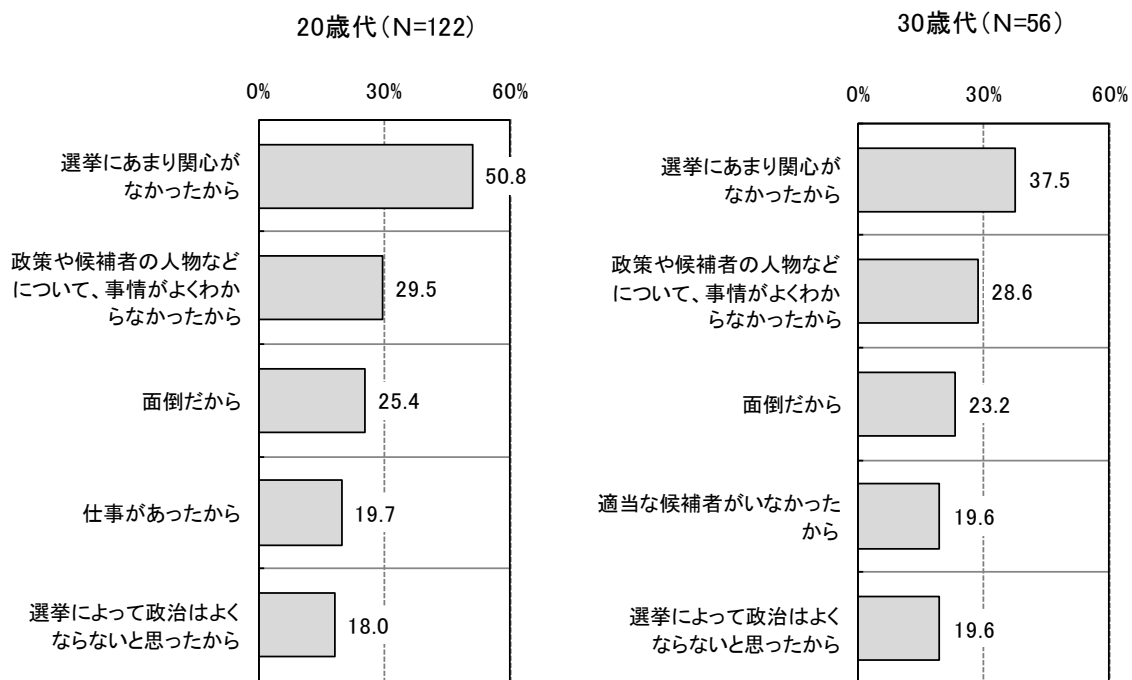 20歳代（N=122）
0%
30%
60%
選挙にあまり関心が
なかったから
50.8
政策や候補者の人物など
について、事情がよくわか
らなかったから
29.5
面倒だから
25.4
仕事があったから
19.7
選挙によって政治はよく
ならないと思ったから
18.0
30歳代（N=56）
0%
30%
60%
選挙にあまり関心が
なかったから
37.5
政策や候補者の人物など
について、事情がよくわか
らなかったから
28.6
面倒だから
23.2
適当な候補者がいなかった
から
19.6
選挙によって政治はよく
ならないと思ったから
19.6